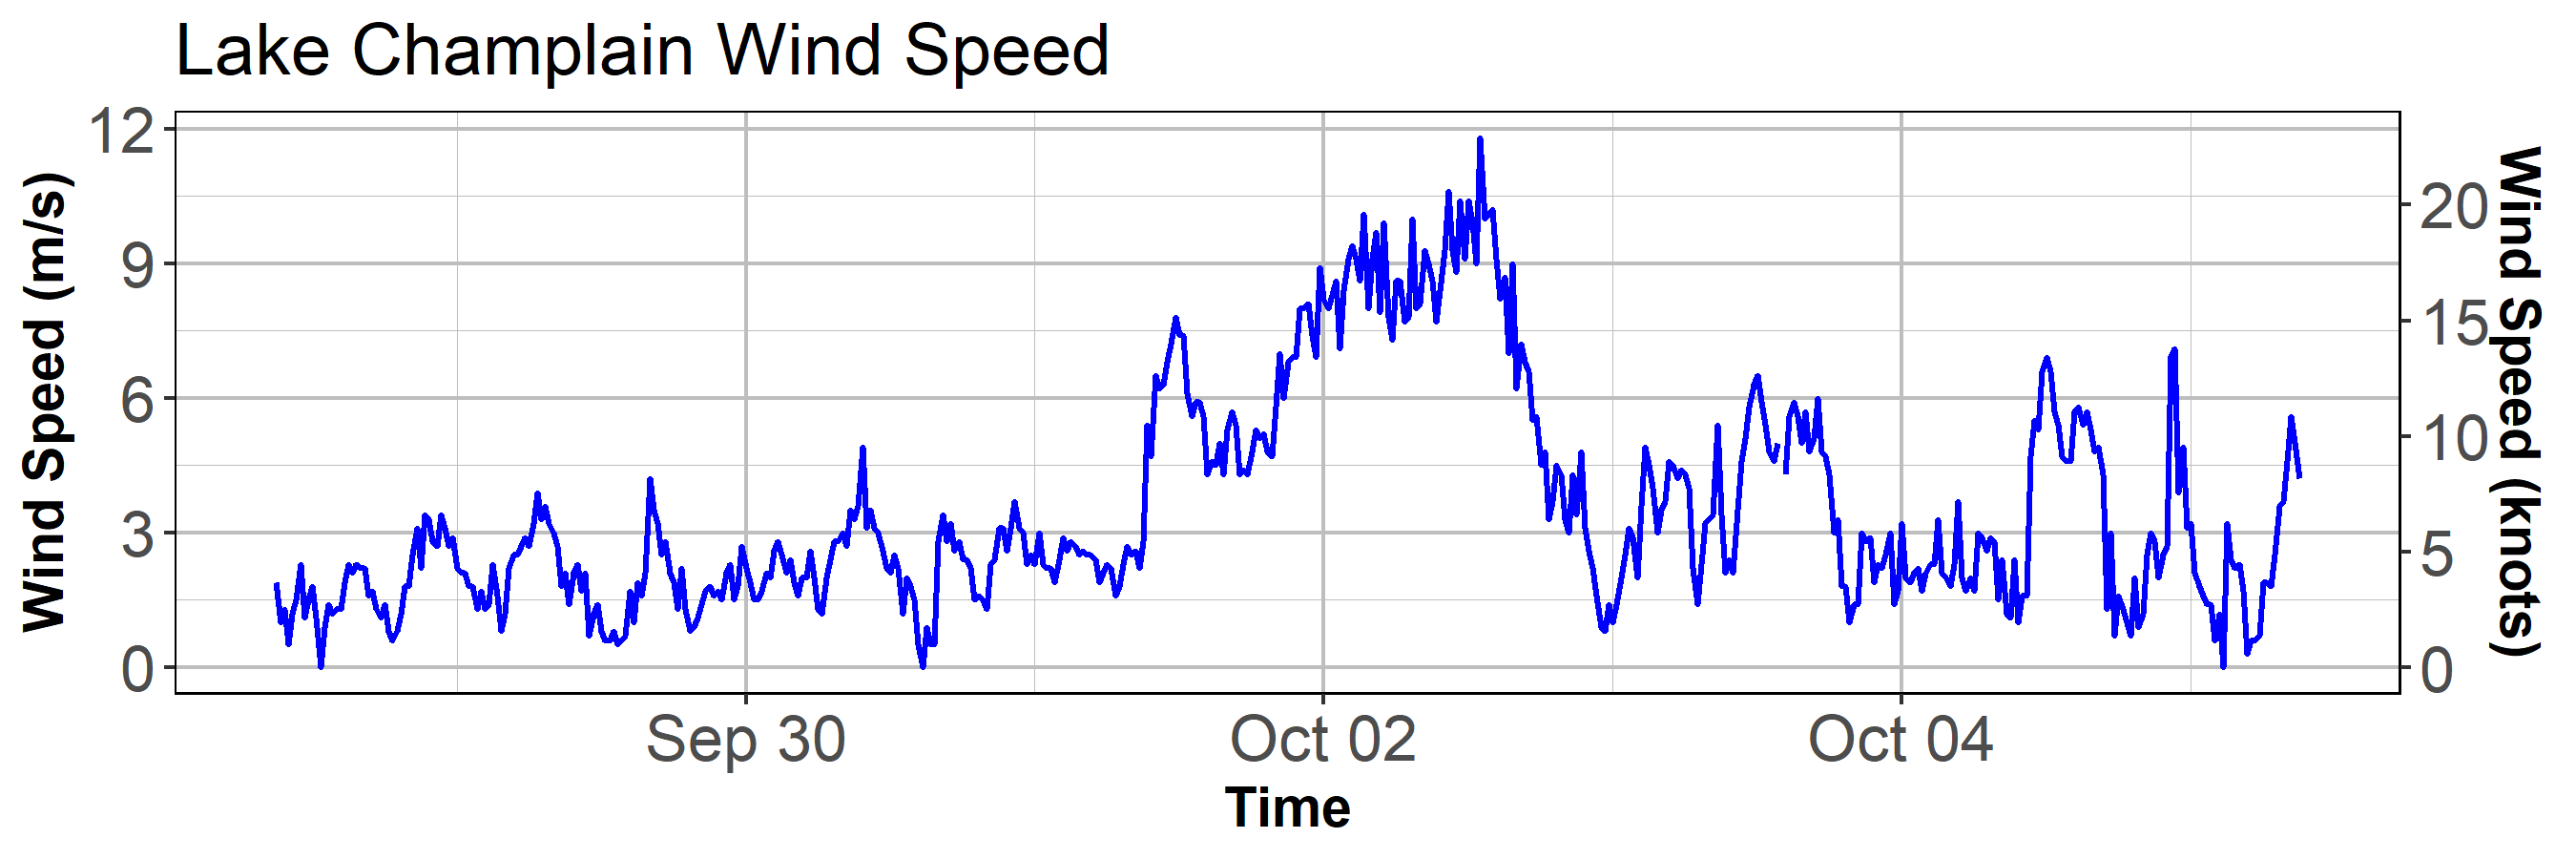 Lake Champlain Wind Speed
Wind Speed (m/s)
12
9
6
3
0
20
15
10
5
0
Wind Speed (knots)
Sep 30
Oct 02
Oct 04
Time